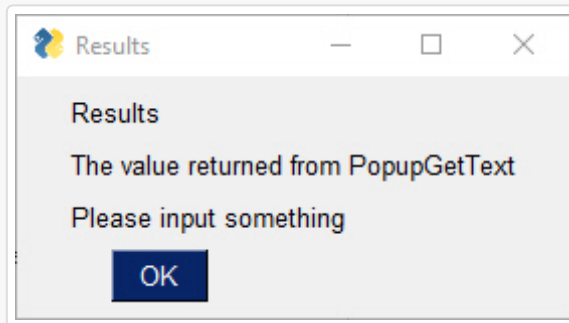 Results
Results
The value returned from PopupGetText
Please input something
OK